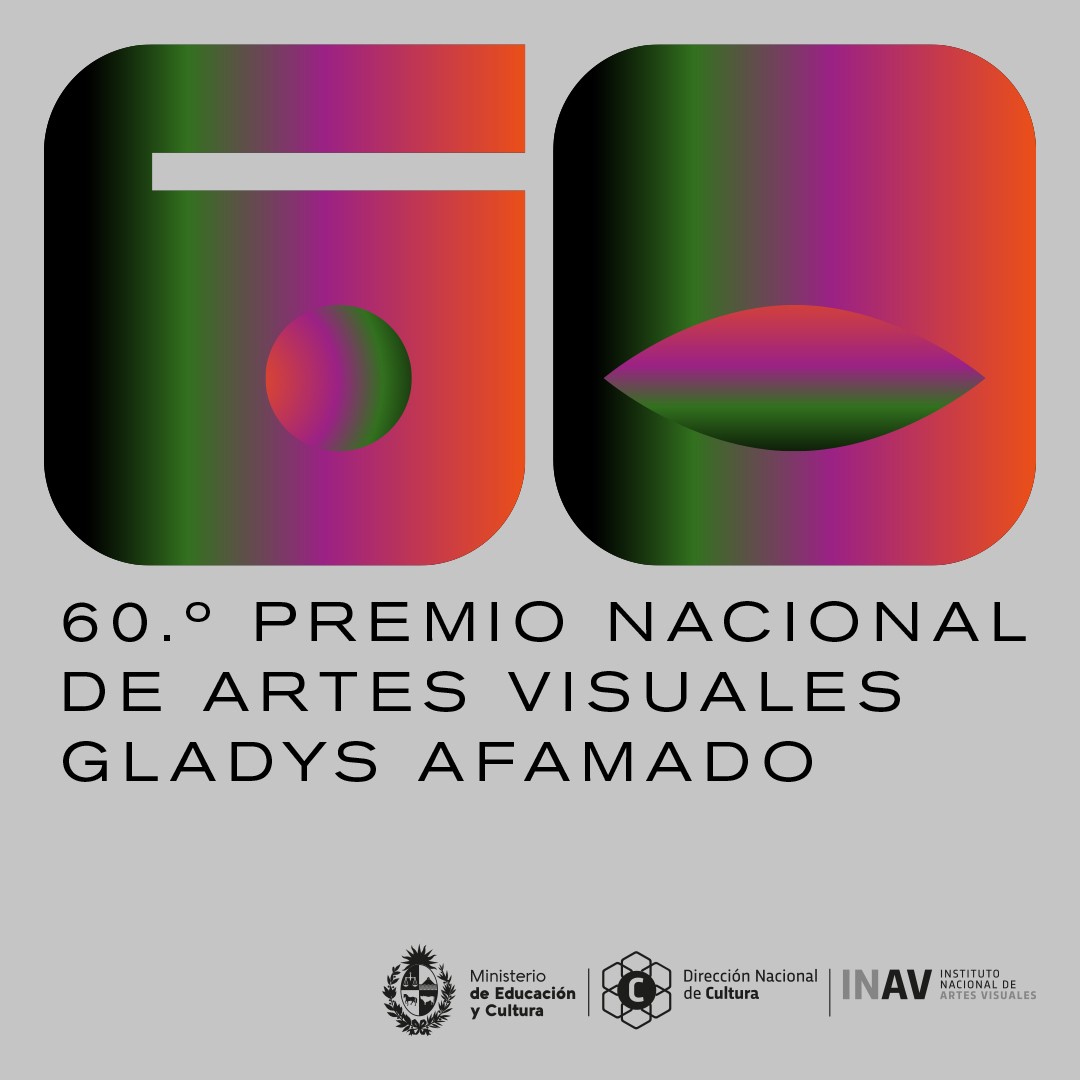 60
60.º PREMIO NACIONAL
DE ARTES VISUALES
GLADYS AFAMADO
Ministerio
de Educación
y Cultura
C
Dirección Nacional
de Cultura
INAV
INSTITUTO
NACIONAL DE
ARTES VISUALES